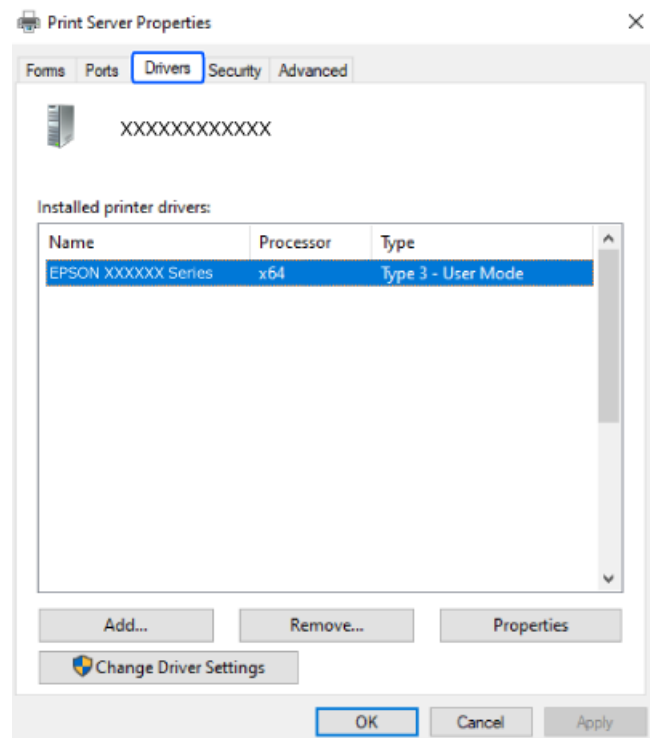 Print Server Properties
Forms Ports Drivers Security Advanced
XXXXXXXXXXXX
Installed printer drivers:
Name Processor Type
EPSON XXXXXX Series x64 Type 3 - User Mode
Add... Remove... Properties
Change Driver Settings
OK Cancel Apply